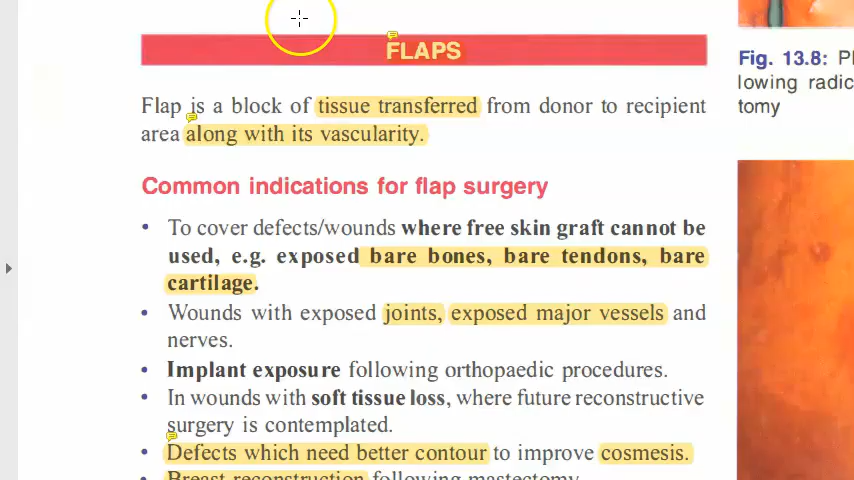 FLAPS
Flap is a block of tissue transferred from donor to recipient
area along with its vascularity.
Common indications for flap surgery
• To cover defects/wounds where free skin graft cannot be
used, e.g. exposed bare bones, bare tendons, bare
cartilage.
• Wounds with exposed joints, exposed major vessels and
nerves.
• Implant exposure following orthopaedic procedures.
• In wounds with soft tissue loss, where future reconstructive
surgery is contemplated.
• Defects which need better contour to improve cosmesis.
• Breast reconstruction following mastectomy.
Fig. 13.8:
lowing radic
tomy